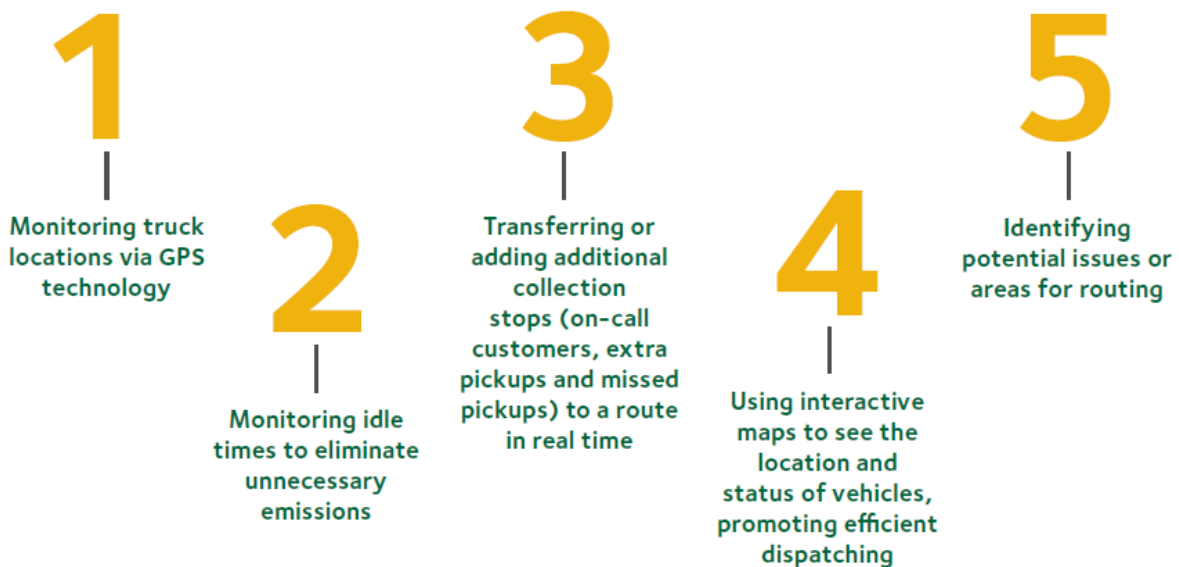 1
Monitoring truck
locations via GPS
technology
2
Monitoring idle
times to eliminate
unnecessary
emissions
3
Transferring or
adding additional
collection
stops (on-call
customers, extra
pickups and missed
pickups) to a route
in real time
4
Using interactive
maps to see the
location and
status of vehicles,
promoting efficient
dispatching
5
Identifying
potential issues or
areas for routing